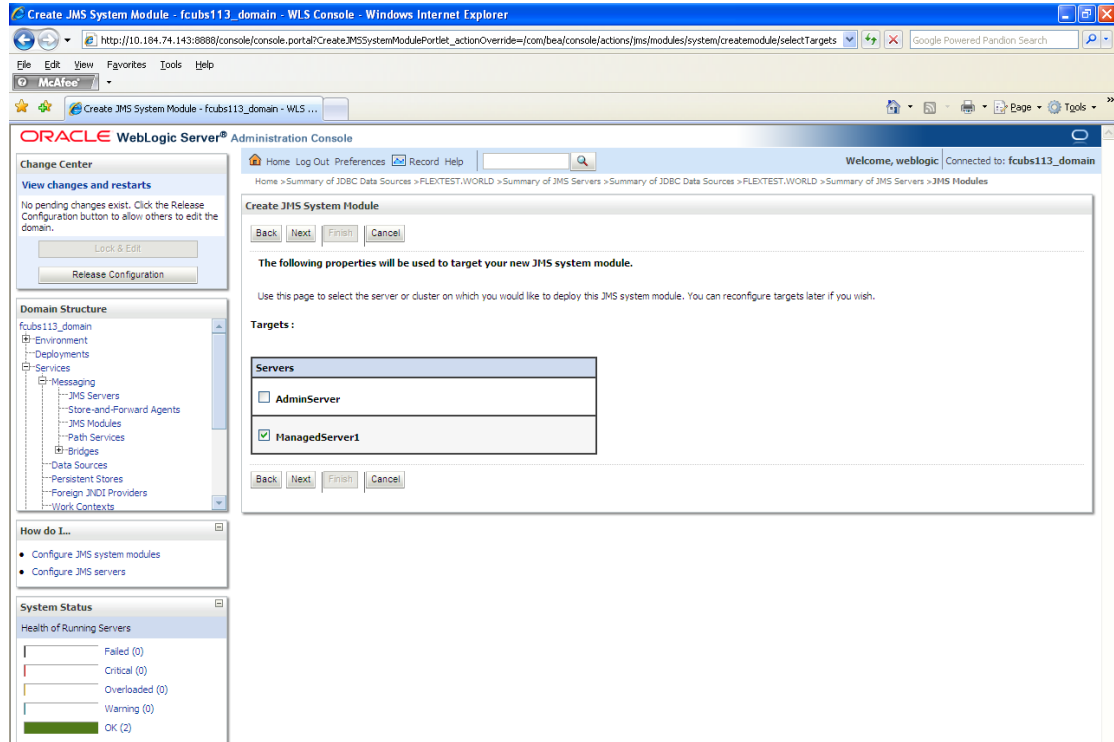 Create JMS System Module - fcubs113_domain - WLS Console - Windows Internet Explorer
http://10.184.74.143:8888/console/console.portal?CreateJMSSystemModulePortlet_actionOverride=/com/bea/console/actions/jms/modules/system/createmodule/selectTargets
Google Powered Pandion Search
File Edit View Favorites Tools Help
McAfee
Create JMS System Module - fcubs113_domain - WLS ...
Page Tools
ORACLE WebLogic Server® Administration Console
Change Center
View changes and restarts
No pending changes exist. Click the Release
Configuration button to allow others to edit the
domain.
Lock & Edit
Release Configuration
Domain Structure
fcubs113_domain
Environment
Deployments
Services
Messaging
JMS Servers
Store-and-Forward Agents
JMS Modules
Path Services
Bridges
Data Sources
Persistent Stores
Foreign JNDI Providers
Work Contexts
How do I...
Configure JMS system modules
Configure JMS servers
System Status
Health of Running Servers
Failed (0)
Critical (0)
Overloaded (0)
Warning (0)
OK (2)
Home Log Out Preferences Record Help
Welcome, weblogic Connected to: fcubs113_domain
Home >Summary of JDBC Data Sources >FLEXTEST.WORLD >Summary of JMS Servers >Summary of JDBC Data Sources >FLEXTEST.WORLD >Summary of JMS Servers >JMS Modules
Create JMS System Module
Back Next Finish Cancel
The following properties will be used to target your new JMS system module.
Use this page to select the server or cluster on which you would like to deploy this JMS system module. You can reconfigure targets later if you wish.
Targets :
Servers
AdminServer
ManagedServer1
Back Next Finish Cancel